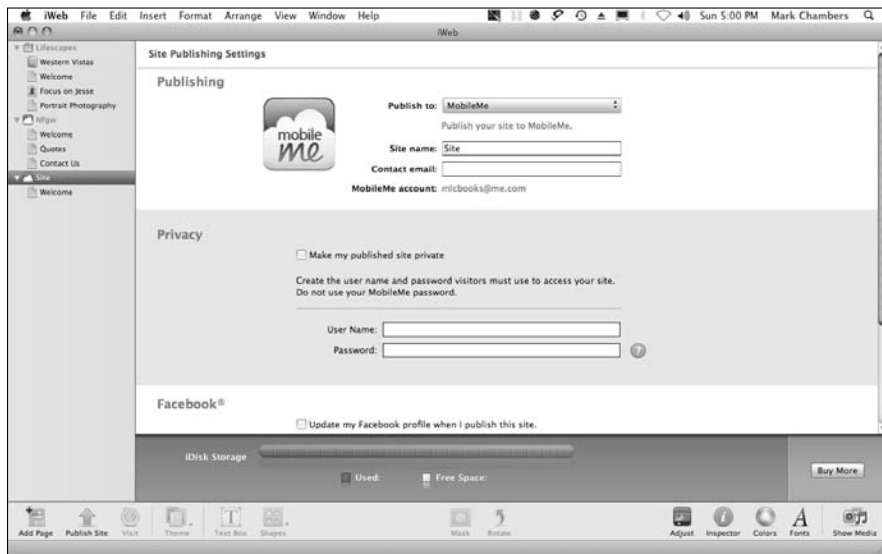 iWeb File Edit Insert Format Arrange View Window Help Sun 5:00 PM Mark Chambers
iWeb
Lifescapes
Western Vistas
Welcome
Focus on Jesse
Portrait Photography
Nfgw
Welcome
Quotes
Contact Us
Site
Welcome
Site Publishing Settings
Publishing
mobile
me
Publish to: MobileMe
Publish your site to MobileMe.
Site name: Site
Contact email:
MobileMe account: mlcbooks@me.com
Privacy
Make my published site private
Create the user name and password visitors must use to access your site.
Do not use your MobileMe password.
User Name:
Password:
?
Facebook®
Update my Facebook profile when I publish this site.
iDisk Storage
Used: Free Space:
Buy More
Add Page Publish Site Visit Theme Text Box Shapes Mask Rotate Adjust Inspector Colors Fonts Show Media